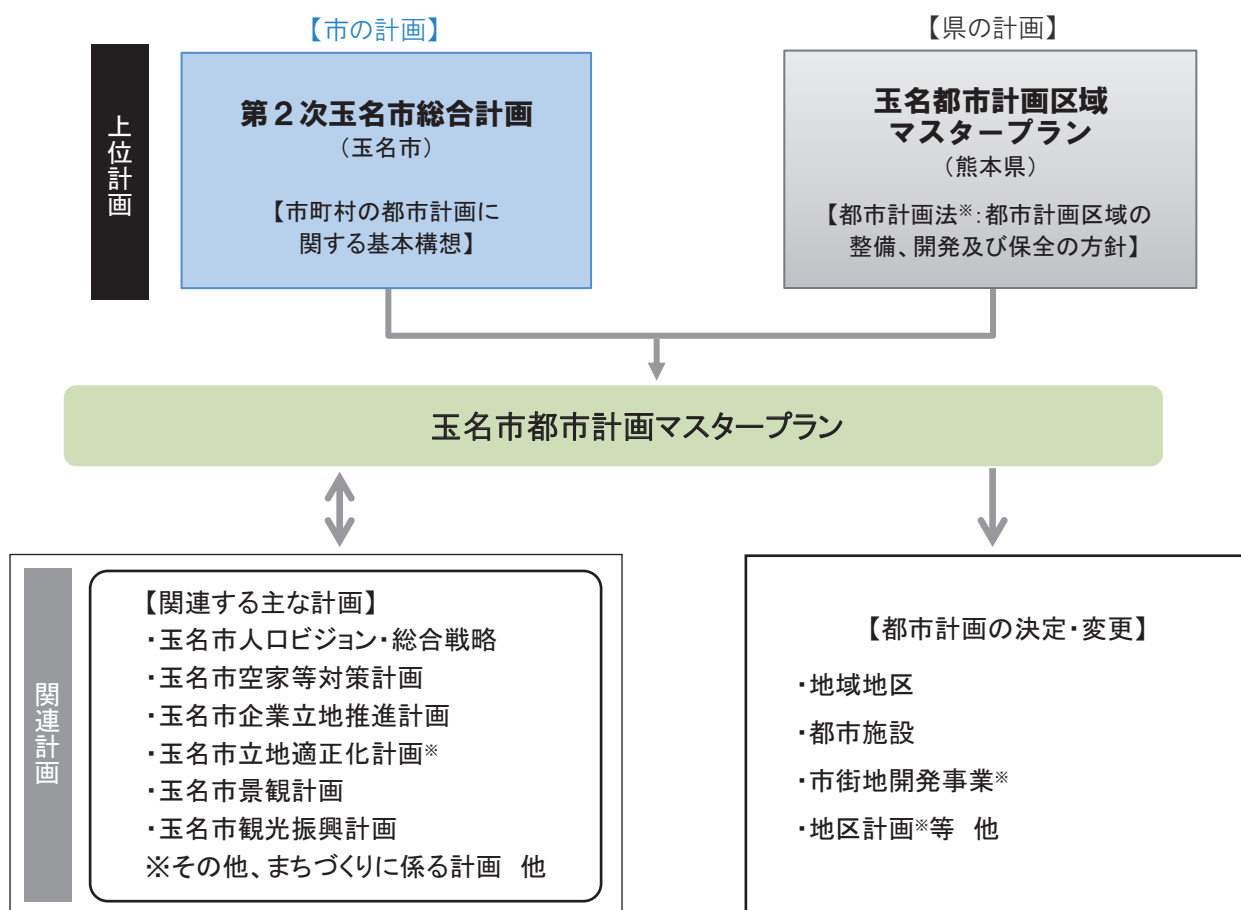 【市の計画】
【県の計画】
上位計画
第2次玉名市総合計画
(玉名市)
【市町村の都市計画に
関する基本構想】
玉名都市計画区域
マスタープラン
(熊本県)
【都市計画法※:都市計画区域の
整備、開発及び保全の方針】
玉名市都市計画マスタープラン
関連計画
【関連する主な計画】
・玉名市人口ビジョン・総合戦略
・玉名市空家等対策計画
・玉名市企業立地推進計画
・玉名市立地適正化計画※
・玉名市景観計画
・玉名市観光振興計画
※その他、まちづくりに係る計画 他
【都市計画の決定・変更】
・地域地区
・都市施設
・市街地開発事業※
・地区計画※等 他